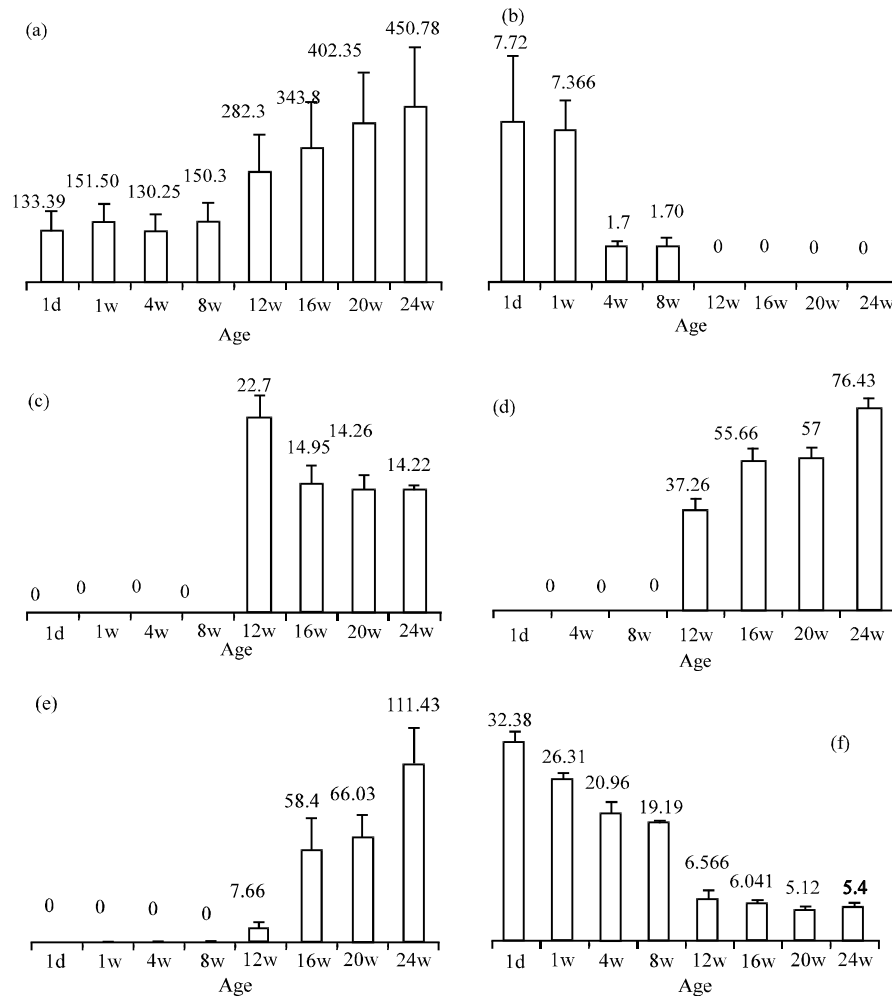 (a)
133.39 151.50 130.25 150.3 282.3 343.8 402.35 450.78
1d 1w 4w 8w 12w 16w 20w 24w
Age
(b)
7.72 7.366 1.7 1.70 0 0 0 0
1d 1w 4w 8w 12w 16w 20w 24w
Age
(c)
0 0 0 0 22.7 14.95 14.26 14.22
1d 1w 4w 8w 12w 16w 20w 24w
Age
(d)
0 0 0 37.26 55.66 57 76.43
1d 4w 8w 12w 16w 20w 24w
Age
(e)
0 0 0 0 7.66 58.4 66.03 111.43
1d 1w 4w 8w 12w 16w 20w 24w
Age
(f)
32.38 26.31 20.96 19.19 6.566 6.041 5.12 5.4
1d 1w 4w 8w 12w 16w 20w 24w
Age